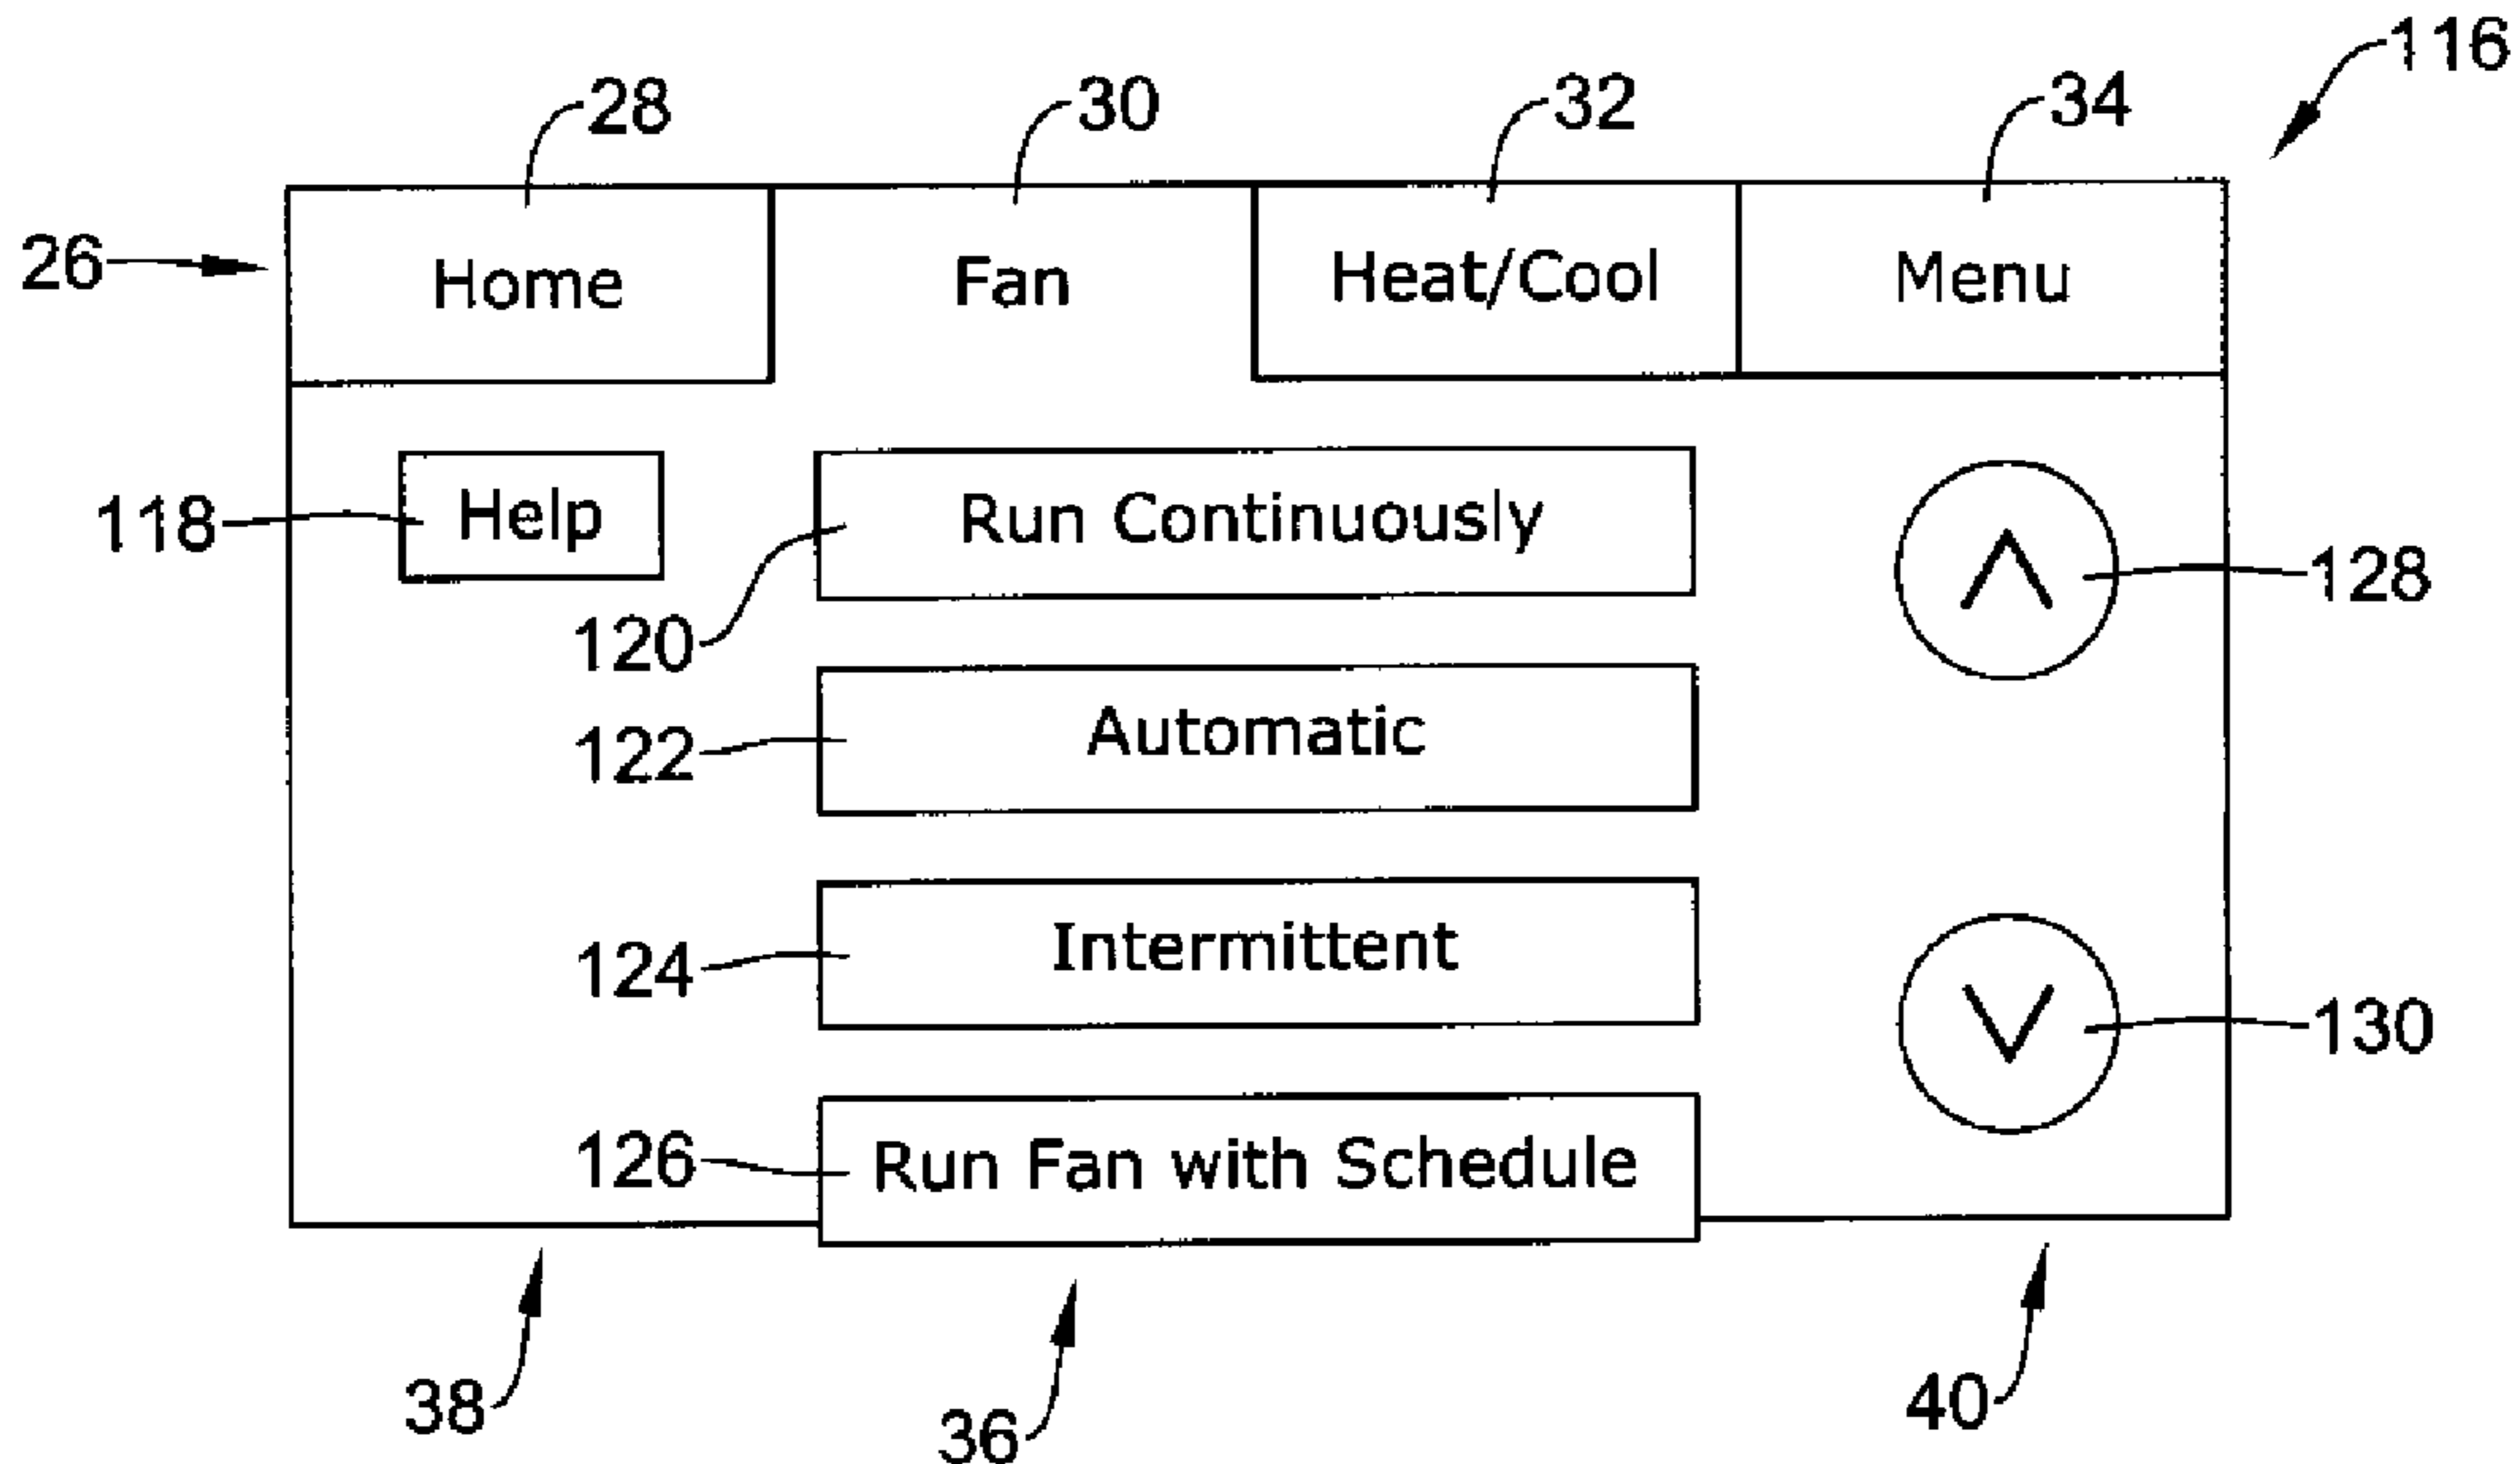 116
28 30 32 34
26 Home Fan Heat/Cool Menu
118 Help Run Continuously
128
120
122 Automatic
124 Intermittent
130
126 Run Fan with Schedule
38 36 40